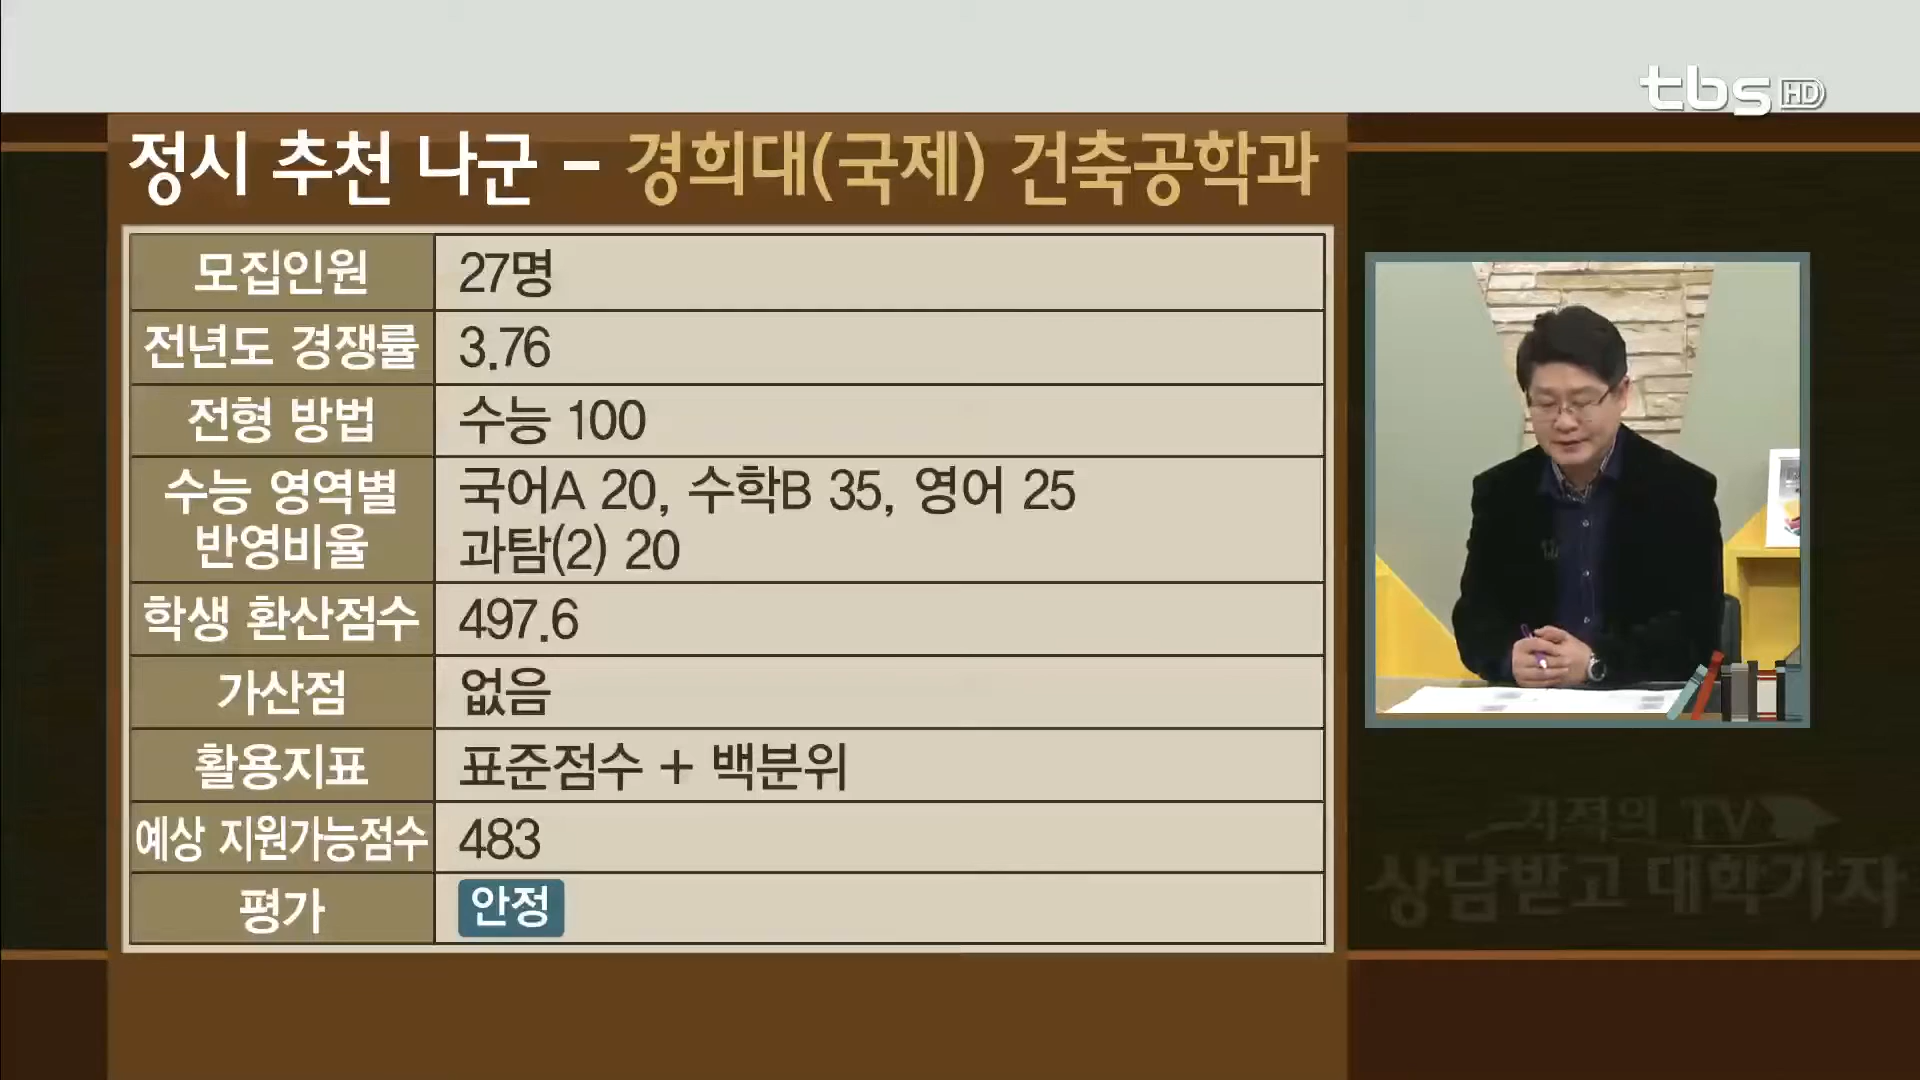 tbs HD
정시 추천 나군 - 경희대(국제) 건축공학과
모집인원 27명
전년도 경쟁률 3.76
전형 방법 수능 100
수능 영역별 반영비율
국어A 20, 수학B 35, 영어 25
과탐(2) 20
학생 환산점수 497.6
가산점 없음
활용지표 표준점수 + 백분위
예상 지원가능점수 483
평가 안정
기적의 TV
상담받고 대학가자